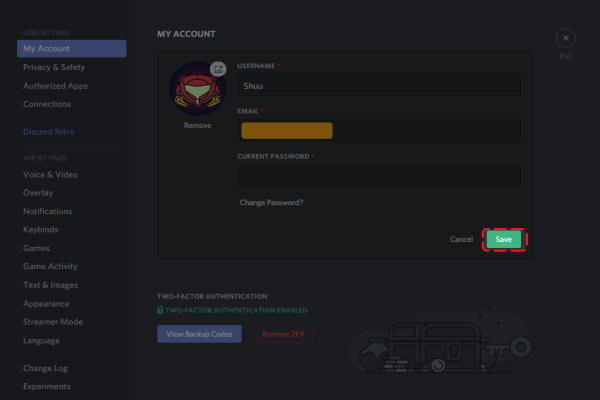 USER SETTINGS
My Account
Privacy & Safety
Authorized Apps
Connections
Discord Nitro
APP SETTINGS
Voice & Video
Overlay
Notifications
Keybinds
Games
Game Activity
Text & Images
Appearance
Streamer Mode
Language
Change Log
Experiments
MY ACCOUNT
ESC
Remove
USERNAME *
Shuu
EMAIL *
CURRENT PASSWORD *
Change Password?
Cancel
Save
TWO-FACTOR AUTHENTICATION
TWO-FACTOR AUTHENTICATION ENABLED
View Backup Codes
Remove 2FA